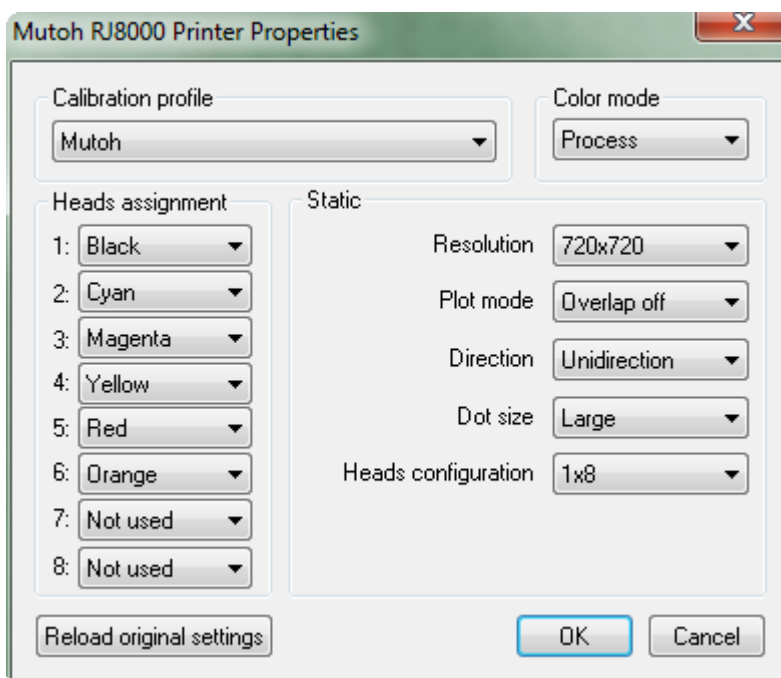 Mutoh RJ8000 Printer Properties
x
Calibration profile
Mutoh
Color mode
Process
Heads assignment
1: Black
2: Cyan
3: Magenta
4: Yellow
5: Red
6: Orange
7: Not used
8: Not used
Static
Resolution 720x720
Plot mode Overlap off
Direction Unidirection
Dot size Large
Heads configuration 1x8
Reload original settings OK Cancel